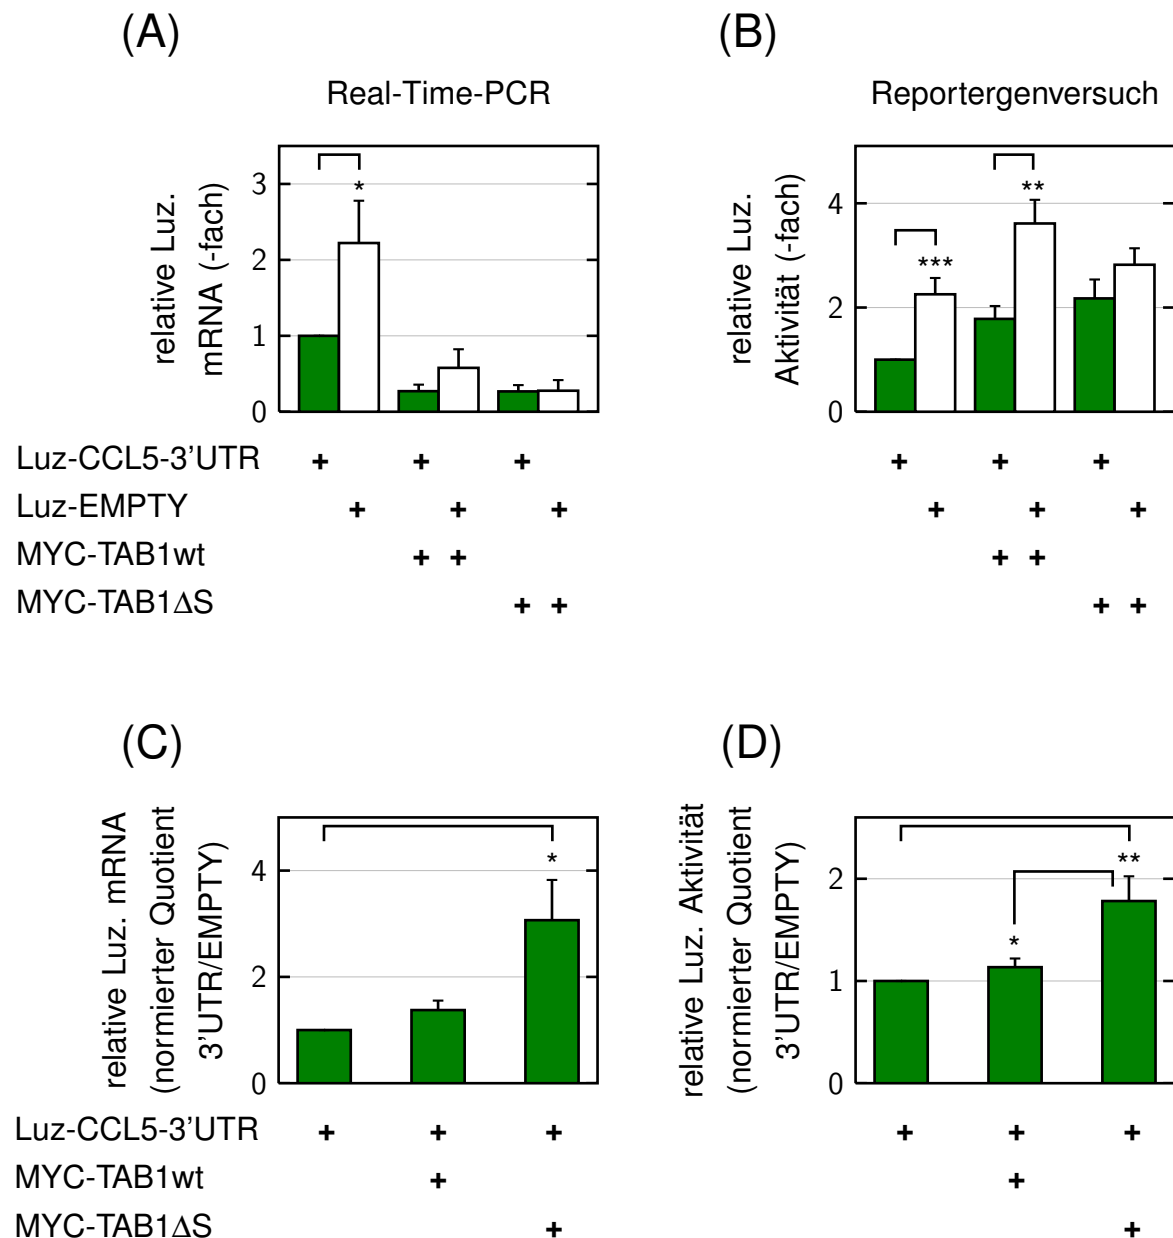 (A)
Real-Time-PCR
relative Luz.
mRNA (-fach)
3
2
1
0
*
(B)
Reportergenversuch
relative Luz.
Aktivität (-fach)
4
2
0
***
**
Luz-CCL5-3’UTR + + + + + +
Luz-EMPTY + + + + + +
MYC-TAB1wt + + + +
MYC-TAB1ΔS + + + +
(C)
relative Luz. mRNA
(normierter Quotient
3’UTR/EMPTY)
4
2
0
*
(D)
relative Luz. Aktivität
(normierter Quotient
3’UTR/EMPTY)
2
1
0
*
**
Luz-CCL5-3’UTR + + + + + +
MYC-TAB1wt + +
MYC-TAB1ΔS + +